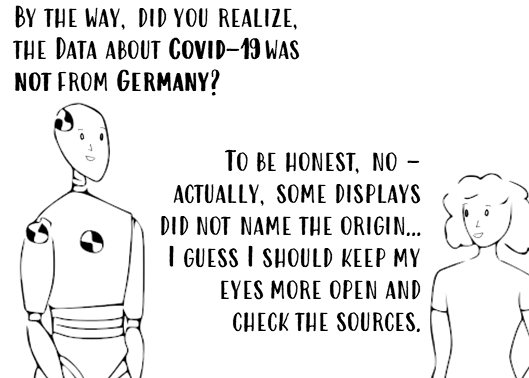 By the way, did you realize,
the Data about Covid-19 was
not from Germany?
To be honest, no –
actually, some displays
did not name the origin...
I guess I should keep my
eyes more open and
check the sources.